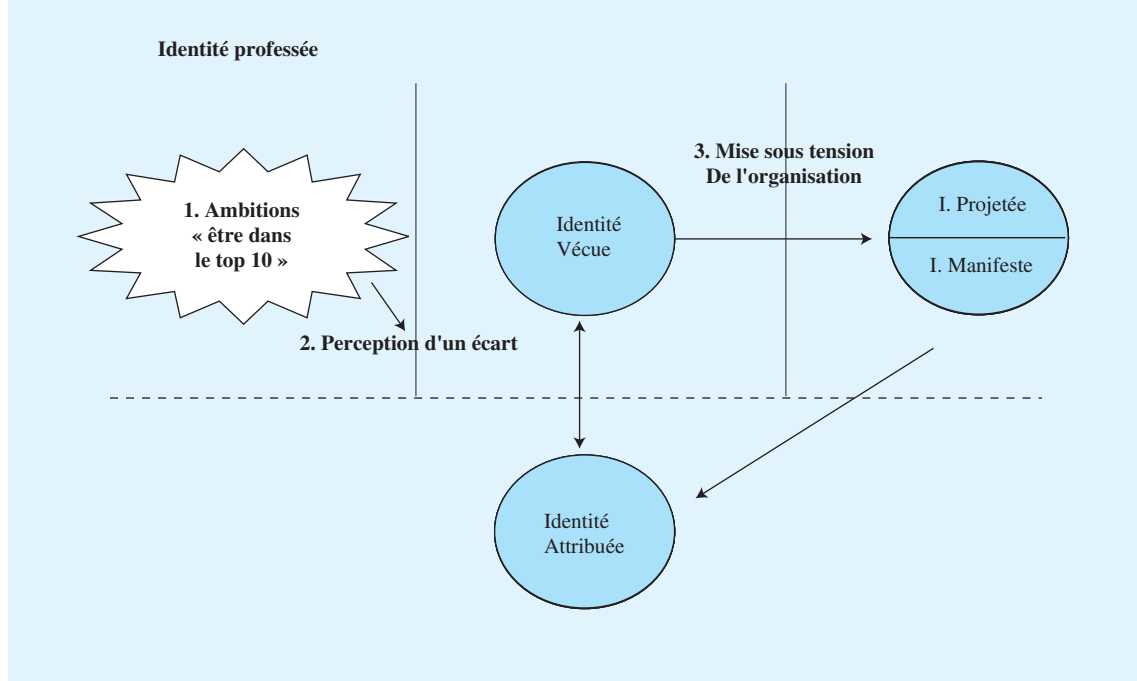 Identité professée
1. Ambitions
« être dans
le top 10 »
2. Perception d'un écart
Identité
Vécue
3. Mise sous tension
De l'organisation
I. Projetée
I. Manifeste
Identité
Attribuée